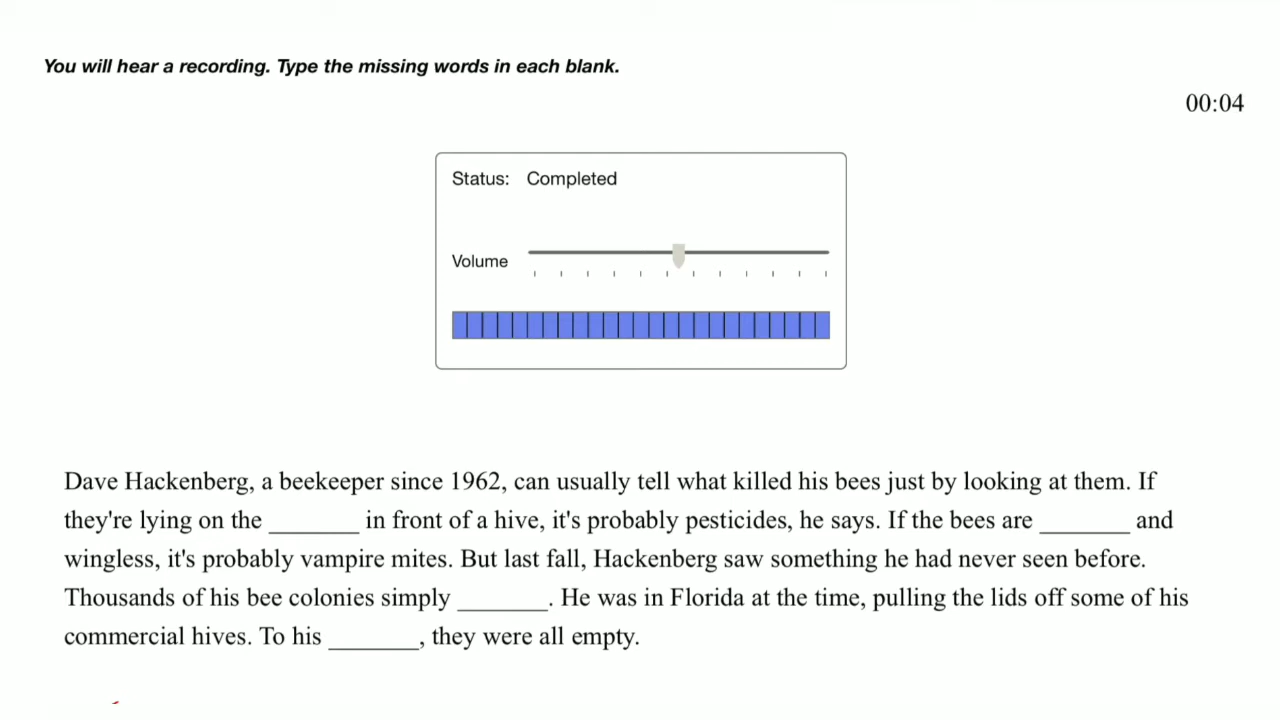 You will hear a recording. Type the missing words in each blank.
00:04
Status: Completed
Volume
Dave Hackenberg, a beekeeper since 1962, can usually tell what killed his bees just by looking at them. If
they're lying on the _______ in front of a hive, it's probably pesticides, he says. If the bees are _______ and
wingless, it's probably vampire mites. But last fall, Hackenberg saw something he had never seen before.
Thousands of his bee colonies simply _______. He was in Florida at the time, pulling the lids off some of his
commercial hives. To his _______, they were all empty.